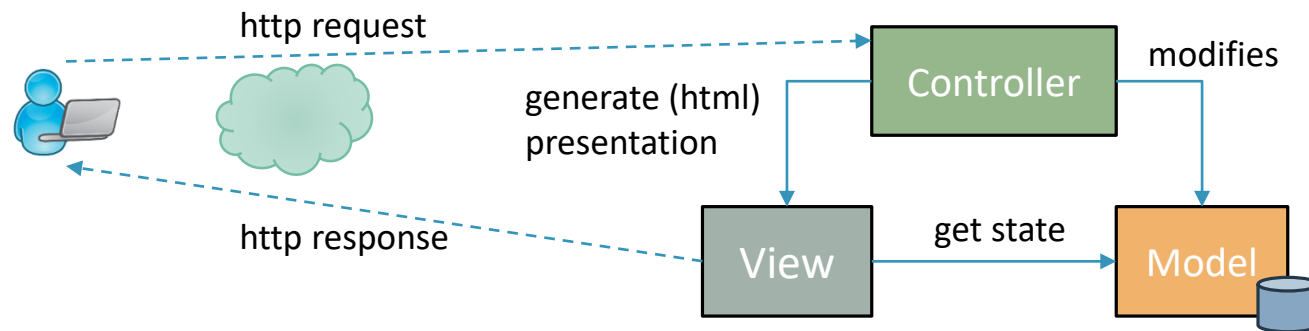 http request
Controller
modifies
generate (html)
presentation
http response
View
get state
Model